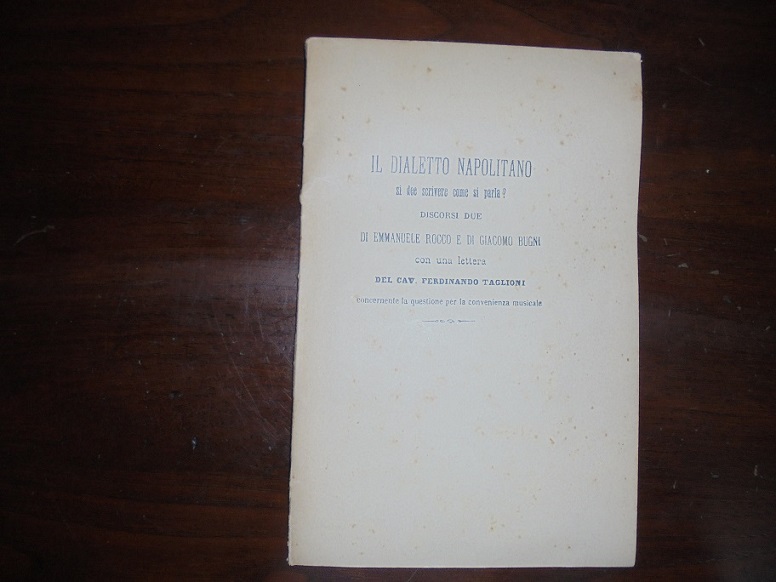 IL DIALETTO NAPOLITANO
si dee scrivere come si parla?
DISCORSI DUE
DI EMMANUELE ROCCO E DI GIACOMO BUGNI
con una lettera
DEL CAV. FERDINANDO TAGLIONI
concernente la questione per la convenienza musicale